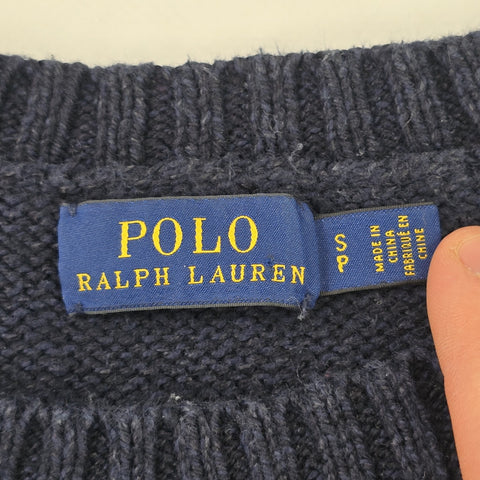 POLO
RALPH LAUREN
S
P
MADE IN
CHINA
FABRIQUÉ EN
CHINE